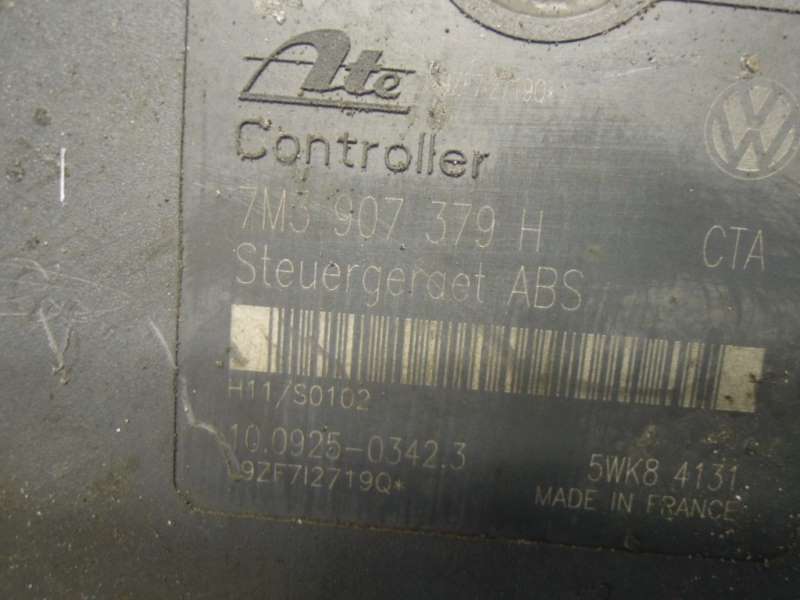 Ate
Controller
7M3 907 379 H
CTA
Steuergeraet ABS
H11/S0102
10.0925-0342.3
5WK8 4131
9ZF7I2719Q*
MADE IN FRANCE